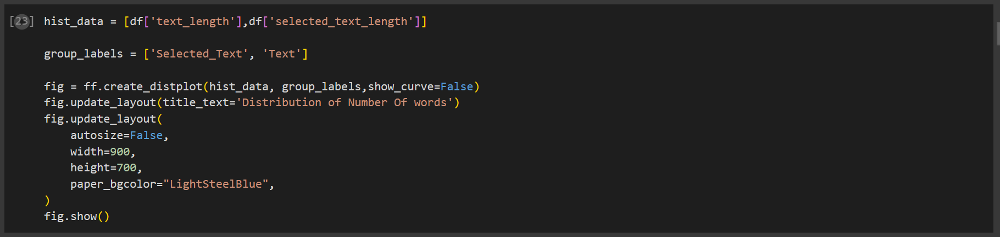 [23] hist_data = [df['text_length'],df['selected_text_length']]
group_labels = ['Selected_Text', 'Text']
fig = ff.create_distplot(hist_data, group_labels,show_curve=False)
fig.update_layout(title_text='Distribution of Number Of words')
fig.update_layout(
    autosize=False,
    width=900,
    height=700,
    paper_bgcolor="LightSteelBlue",
)
fig.show()